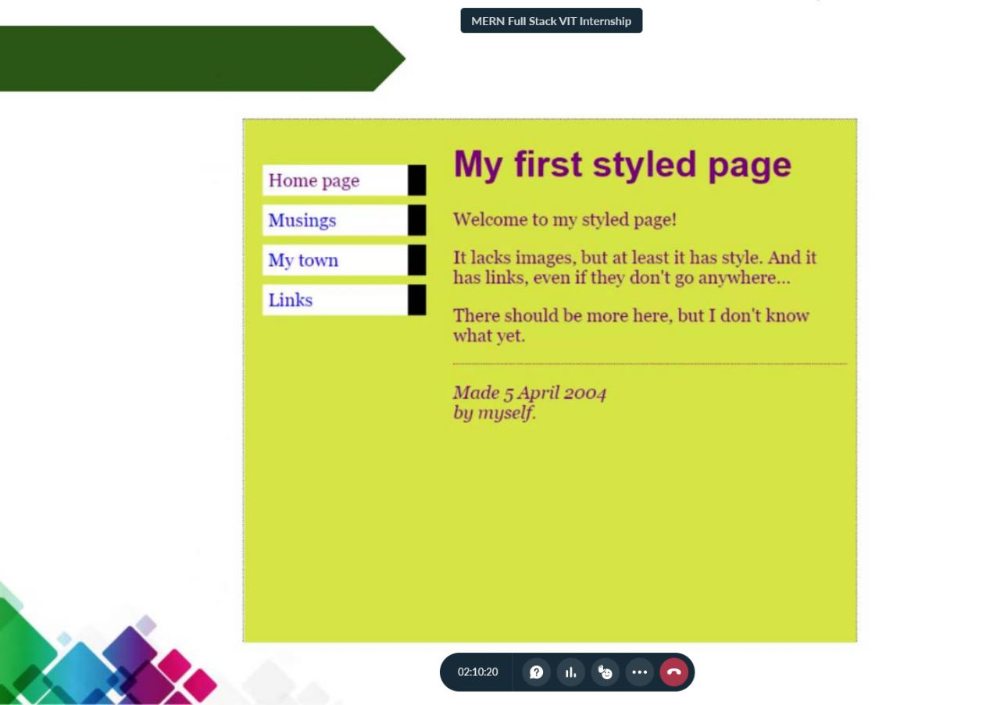 MERN Full Stack VIT Internship
Home page
Musings
My town
Links
My first styled page
Welcome to my styled page!
It lacks images, but at least it has style. And it
has links, even if they don't go anywhere...
There should be more here, but I don't know
what yet.
Made 5 April 2004
by myself.
02:10:20